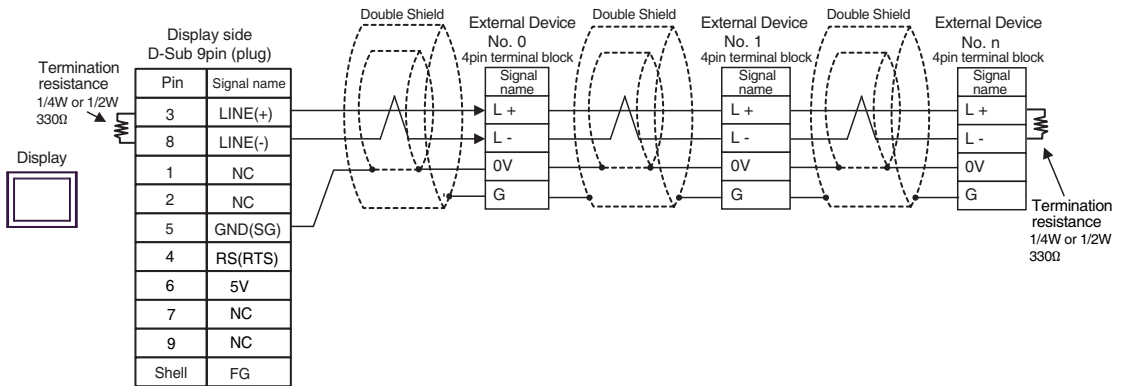 Display side
D-Sub 9pin (plug)
Termination
resistance
1/4W or 1/2W
330Ω
Display
Pin Signal name
3 LINE(+)
8 LINE(-)
1 NC
2 NC
5 GND(SG)
4 RS(RTS)
6 5V
7 NC
9 NC
Shell FG
Double Shield
External Device
No. 0
4pin terminal block
Signal
name
L +
L -
0V
G
Double Shield
External Device
No. 1
4pin terminal block
Signal
name
L +
L -
0V
G
Double Shield
External Device
No. n
4pin terminal block
Signal
name
L +
L -
0V
G
Termination
resistance
1/4W or 1/2W
330Ω